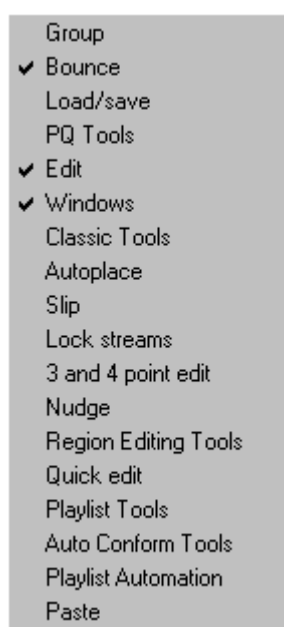 Group
Bounce
Load/save
PQ Tools
Edit
Windows
Classic Tools
Autoplace
Slip
Lock streams
3 and 4 point edit
Nudge
Region Editing Tools
Quick edit
Playlist Tools
Auto Conform Tools
Playlist Automation
Paste